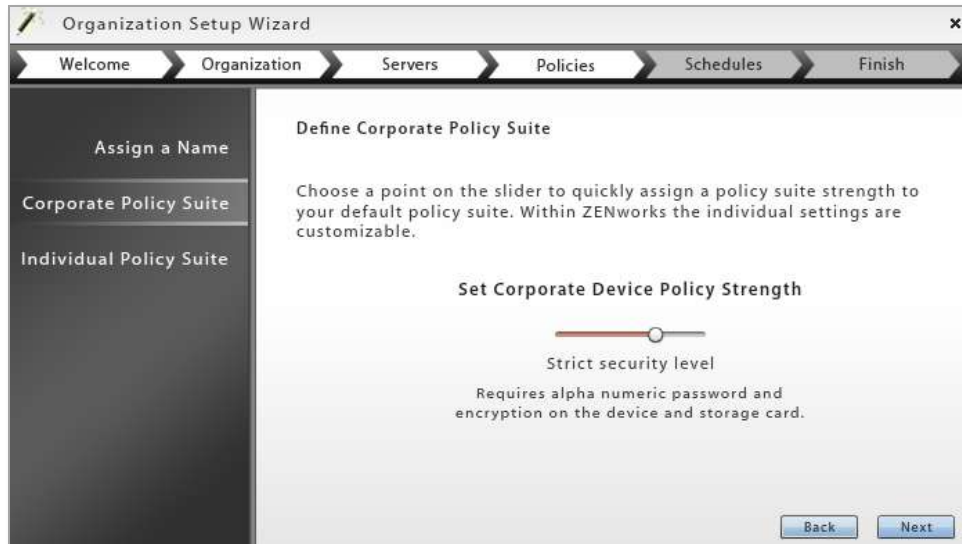 Organization Setup Wizard
Welcome
Organization
Servers
Policies
Schedules
Finish
Assign a Name
Corporate Policy Suite
Individual Policy Suite
Define Corporate Policy Suite
Choose a point on the slider to quickly assign a policy suite strength to
your default policy suite. Within ZENworks the individual settings are
customizable.
Set Corporate Device Policy Strength
Strict security level
Requires alpha numeric password and
encryption on the device and storage card.
Back
Next